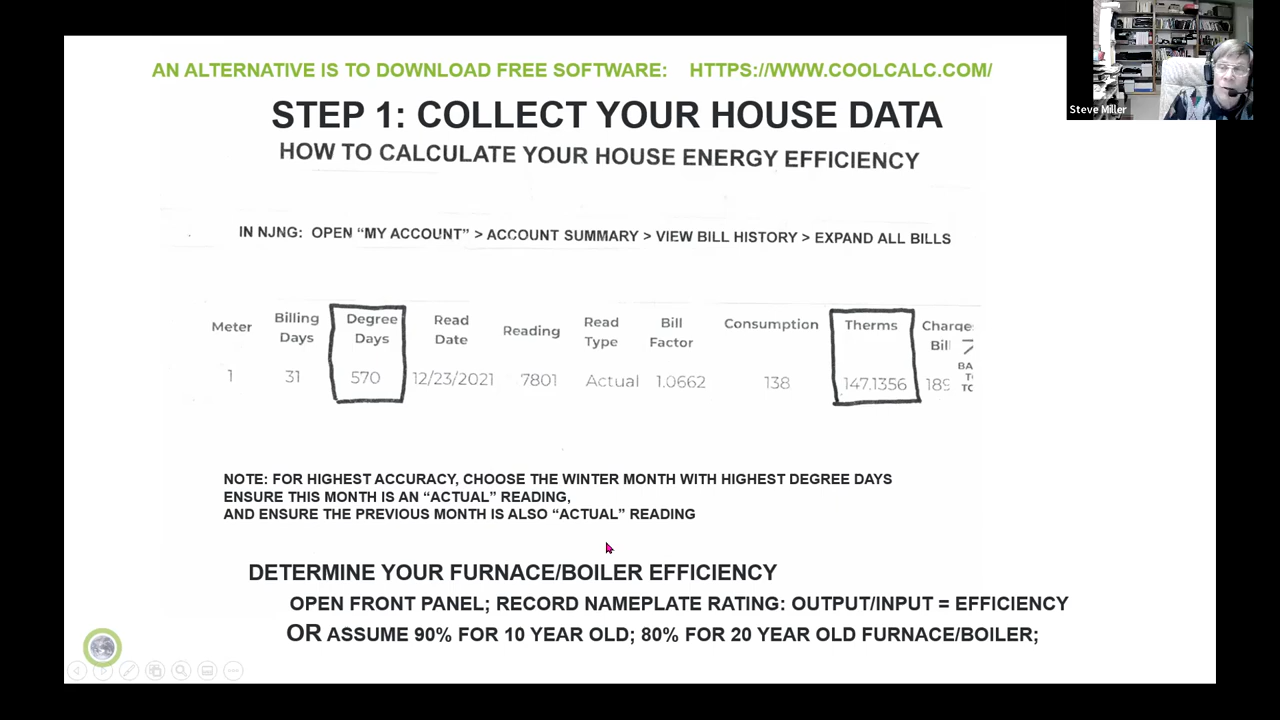 AN ALTERNATIVE IS TO DOWNLOAD FREE SOFTWARE: HTTPS://WWW.COOLCALC.COM/
Steve Miller
STEP 1: COLLECT YOUR HOUSE DATA
HOW TO CALCULATE YOUR HOUSE ENERGY EFFICIENCY
IN NJNG: OPEN “MY ACCOUNT” > ACCOUNT SUMMARY > VIEW BILL HISTORY > EXPAND ALL BILLS
Meter Billing Days Degree Days Read Date Reading Read Type Bill Factor Consumption Therms Charge Bill
1 31 570 12/23/2021 7801 Actual 1.0662 138 147.1356 189
BA
T
TO
NOTE: FOR HIGHEST ACCURACY, CHOOSE THE WINTER MONTH WITH HIGHEST DEGREE DAYS
ENSURE THIS MONTH IS AN “ACTUAL” READING,
AND ENSURE THE PREVIOUS MONTH IS ALSO “ACTUAL” READING
DETERMINE YOUR FURNACE/BOILER EFFICIENCY
OPEN FRONT PANEL; RECORD NAMEPLATE RATING: OUTPUT/INPUT = EFFICIENCY
OR ASSUME 90% FOR 10 YEAR OLD; 80% FOR 20 YEAR OLD FURNACE/BOILER;